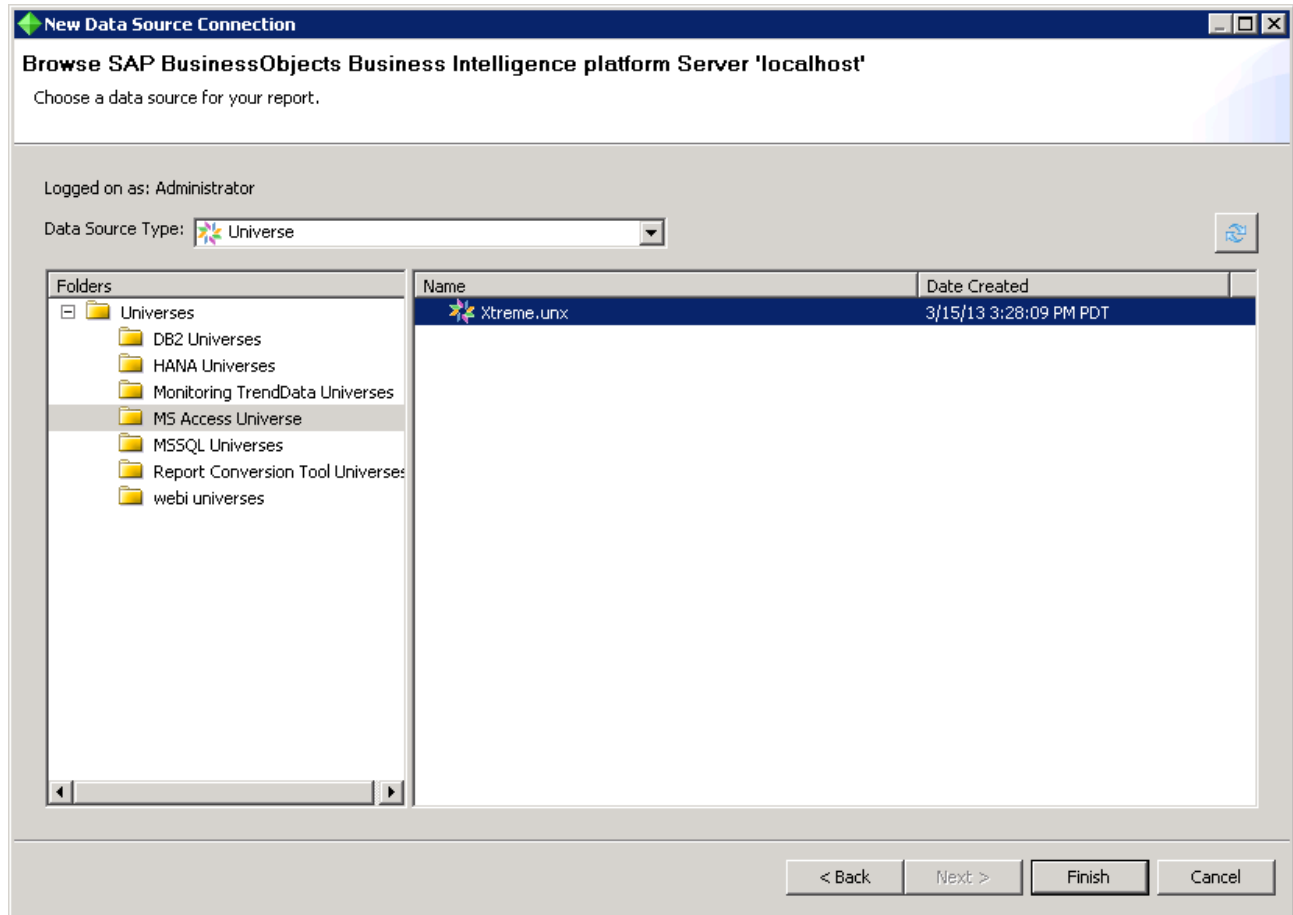 New Data Source Connection
Browse SAP BusinessObjects Business Intelligence platform Server 'localhost'
Choose a data source for your report.
Logged on as: Administrator
Data Source Type: Universe
Folders
Universes
DB2 Universes
HANA Universes
Monitoring TrendData Universes
MS Access Universe
MSSQL Universes
Report Conversion Tool Universes
webi universes
Name Date Created
Xtreme.unx 3/15/13 3:28:09 PM PDT
< Back Next > Finish Cancel